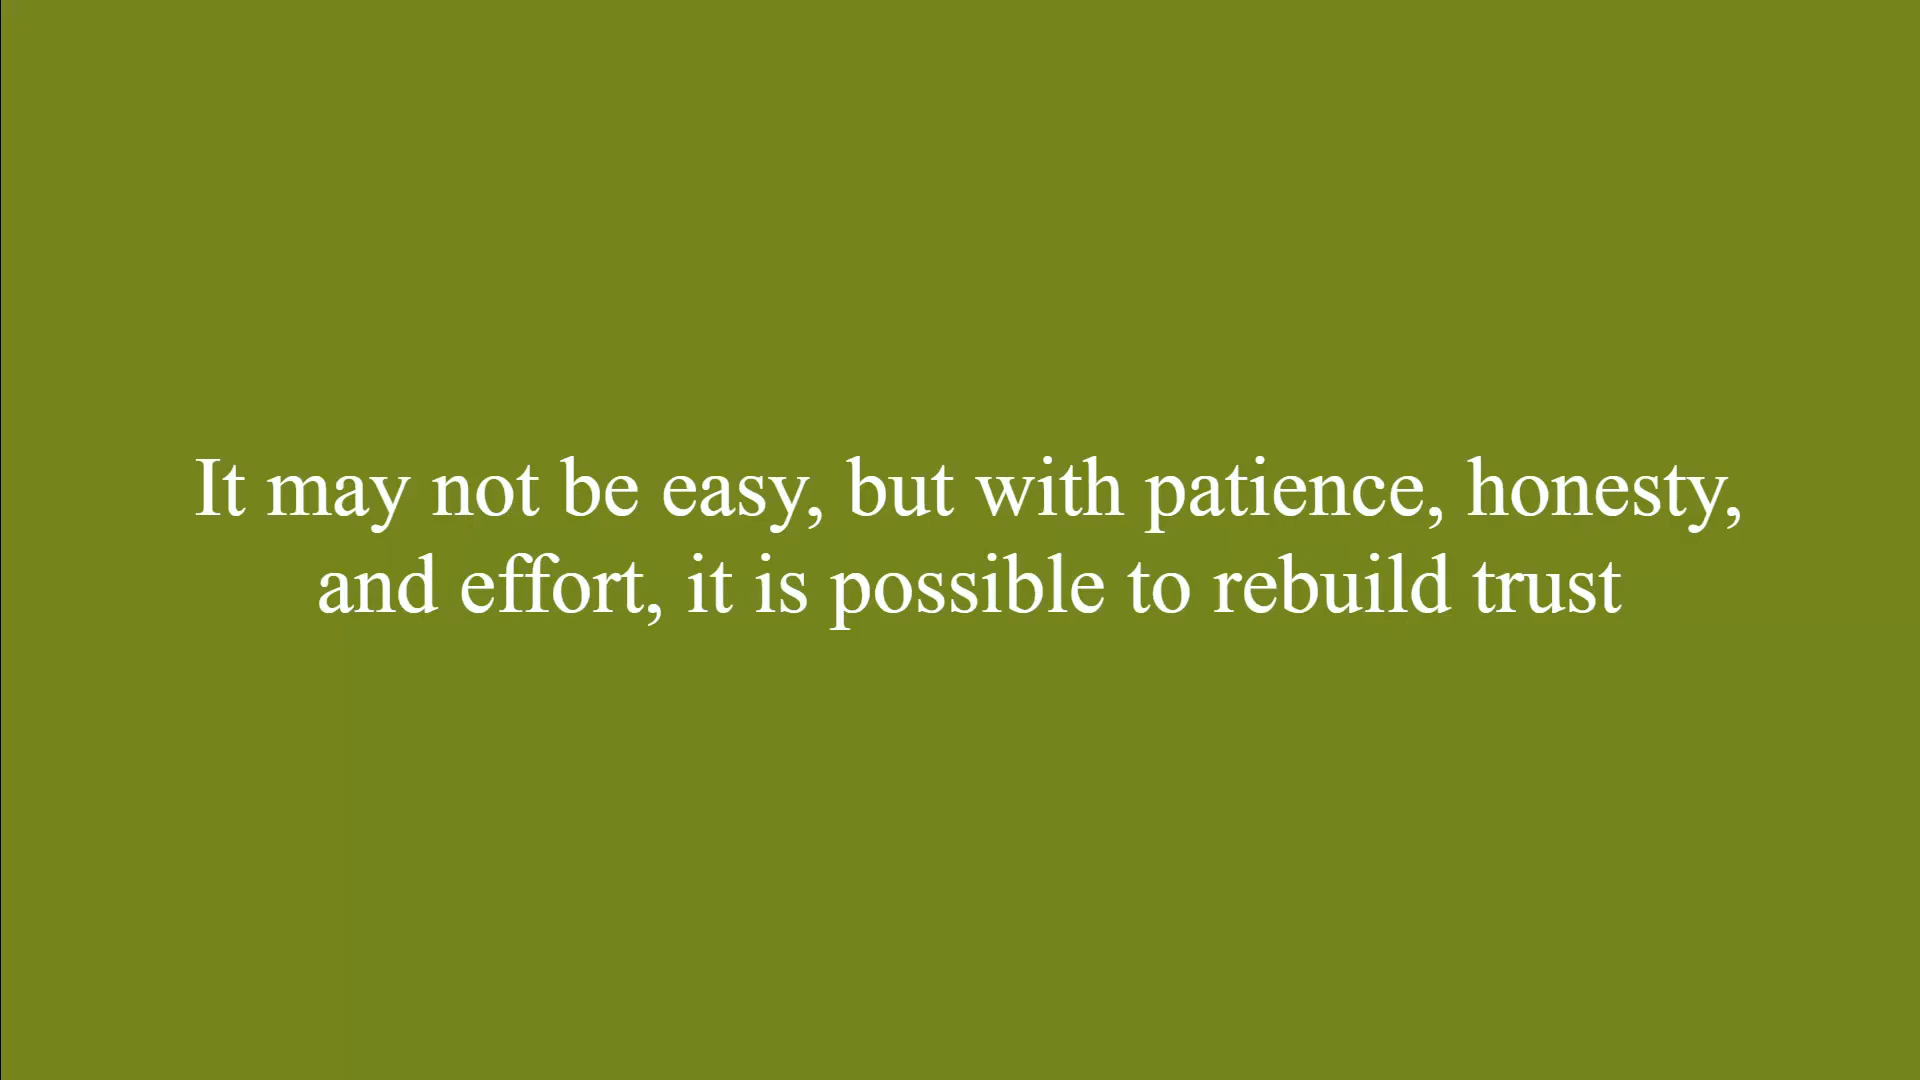 It may not be easy, but with patience, honesty,
and effort, it is possible to rebuild trust